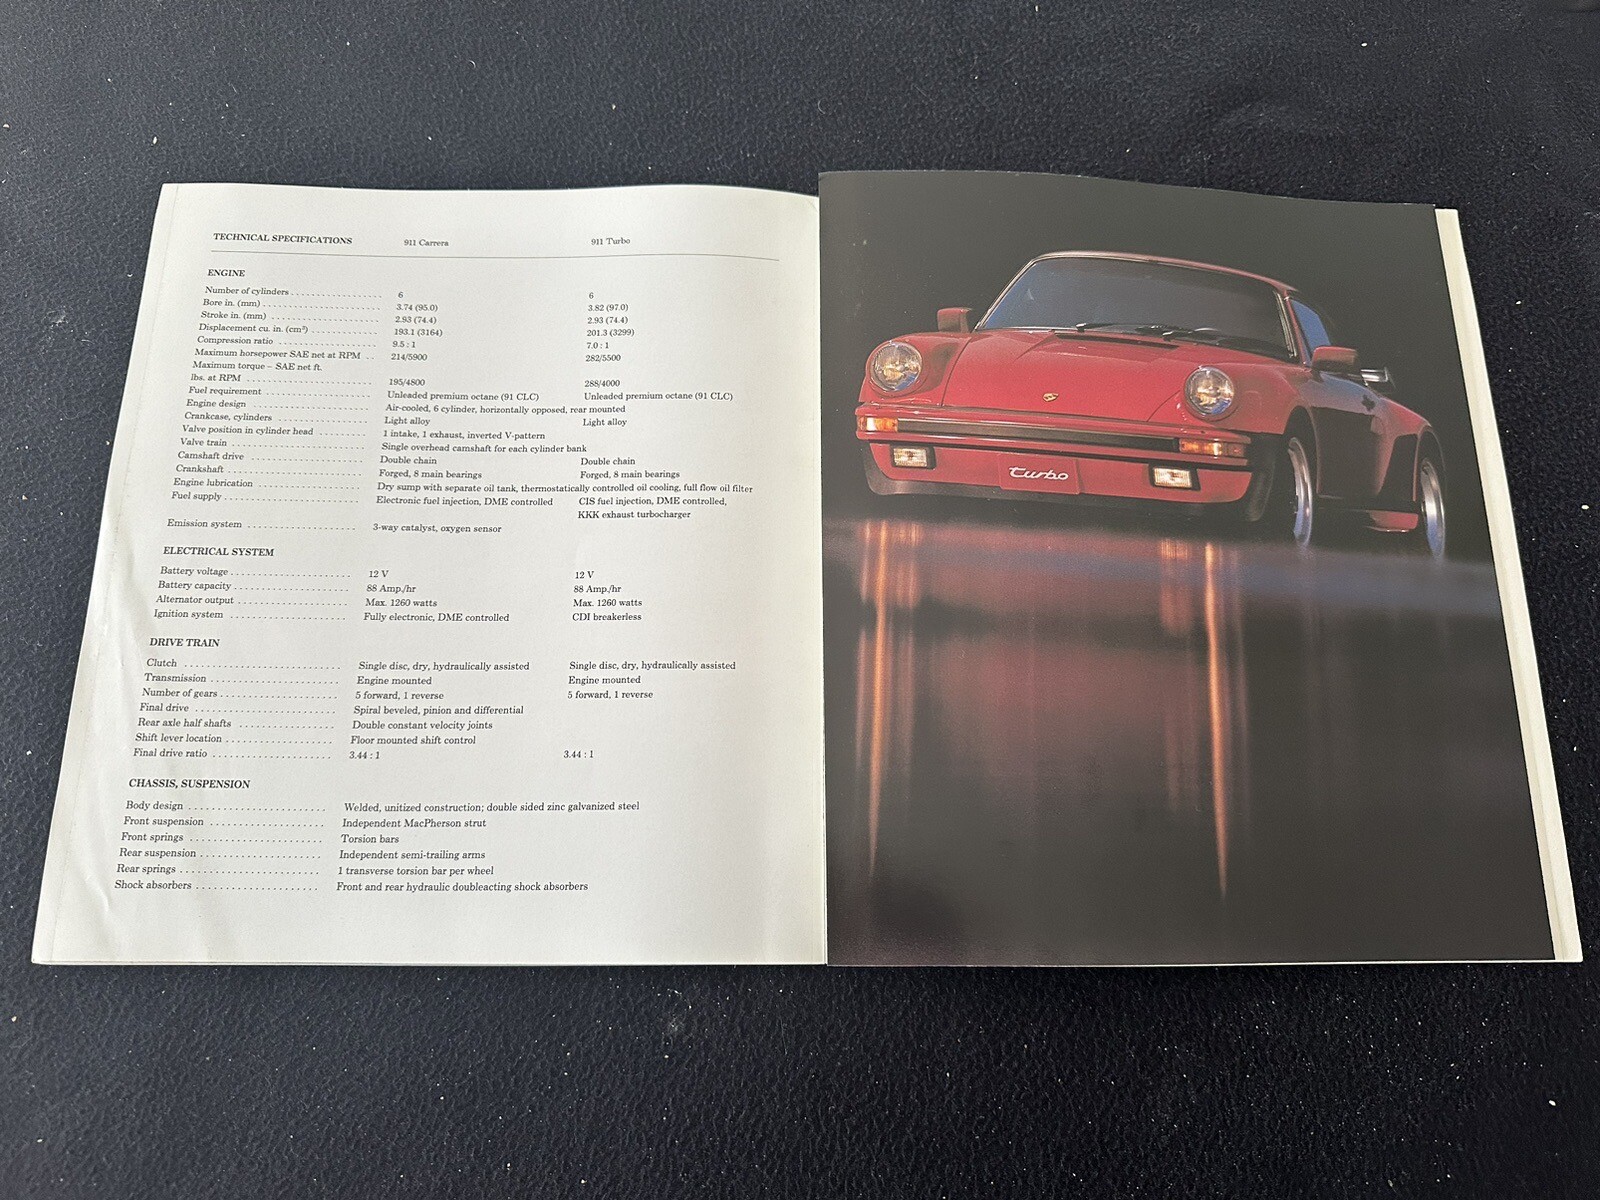 TECHNICAL SPECIFICATIONS 911 Carrera 911 Turbo
ENGINE
Number of cylinders 6 6
Bore in. (mm) 3.74 (95.0) 3.82 (97.0)
Stroke in. (mm) 2.93 (74.4) 2.93 (74.4)
Displacement cu. in. (cm³) 193.1 (3164) 201.3 (3299)
Compression ratio 9.5 : 1 7.0 : 1
Maximum horsepower SAE net at RPM 214/5900 282/5500
Maximum torque – SAE net ft.
lbs. at RPM 195/4800 288/4000
Fuel requirement Unleaded premium octane (91 CLC) Unleaded premium octane (91 CLC)
Engine design Air-cooled, 6 cylinder, horizontally opposed, rear mounted
Crankcase, cylinders Light alloy Light alloy
Valve position in cylinder head 1 intake, 1 exhaust, inverted V-pattern
Valve train Single overhead camshaft for each cylinder bank
Camshaft drive Double chain Double chain
Crankshaft Forged, 8 main bearings Forged, 8 main bearings
Engine lubrication Dry sump with separate oil tank, thermostatically controlled oil cooling, full flow oil filter
Fuel supply Electronic fuel injection, DME controlled CIS fuel injection, DME controlled,
KKK exhaust turbocharger
Emission system 3-way catalyst, oxygen sensor
ELECTRICAL SYSTEM
Battery voltage 12 V 12 V
Battery capacity 88 Amp./hr 88 Amp./hr
Alternator output Max. 1260 watts Max. 1260 watts
Ignition system Fully electronic, DME controlled CDI breakerless
DRIVE TRAIN
Clutch Single disc, dry, hydraulically assisted Single disc, dry, hydraulically assisted
Transmission Engine mounted Engine mounted
Number of gears 5 forward, 1 reverse 5 forward, 1 reverse
Final drive Spiral beveled, pinion and differential
Rear axle half shafts Double constant velocity joints
Shift lever location Floor mounted shift control
Final drive ratio 3.44 : 1 3.44 : 1
CHASSIS, SUSPENSION
Body design Welded, unitized construction; double sided zinc galvanized steel
Front suspension Independent MacPherson strut
Front springs Torsion bars
Rear suspension Independent semi-trailing arms
Rear springs 1 transverse torsion bar per wheel
Shock absorbers Front and rear hydraulic doubleacting shock absorbers
turbo